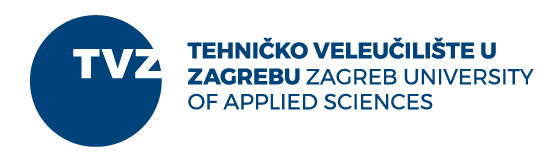 TVZ
TEHNIČKO VELEUČILIŠTE U
ZAGREBU ZAGREB UNIVERSITY
OF APPLIED SCIENCES